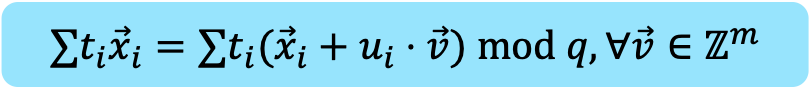 ∑tᵢx⃗ᵢ = ∑tᵢ(x⃗ᵢ + uᵢ · v⃗) mod q, ∀v⃗ ∈ ℤᵐ